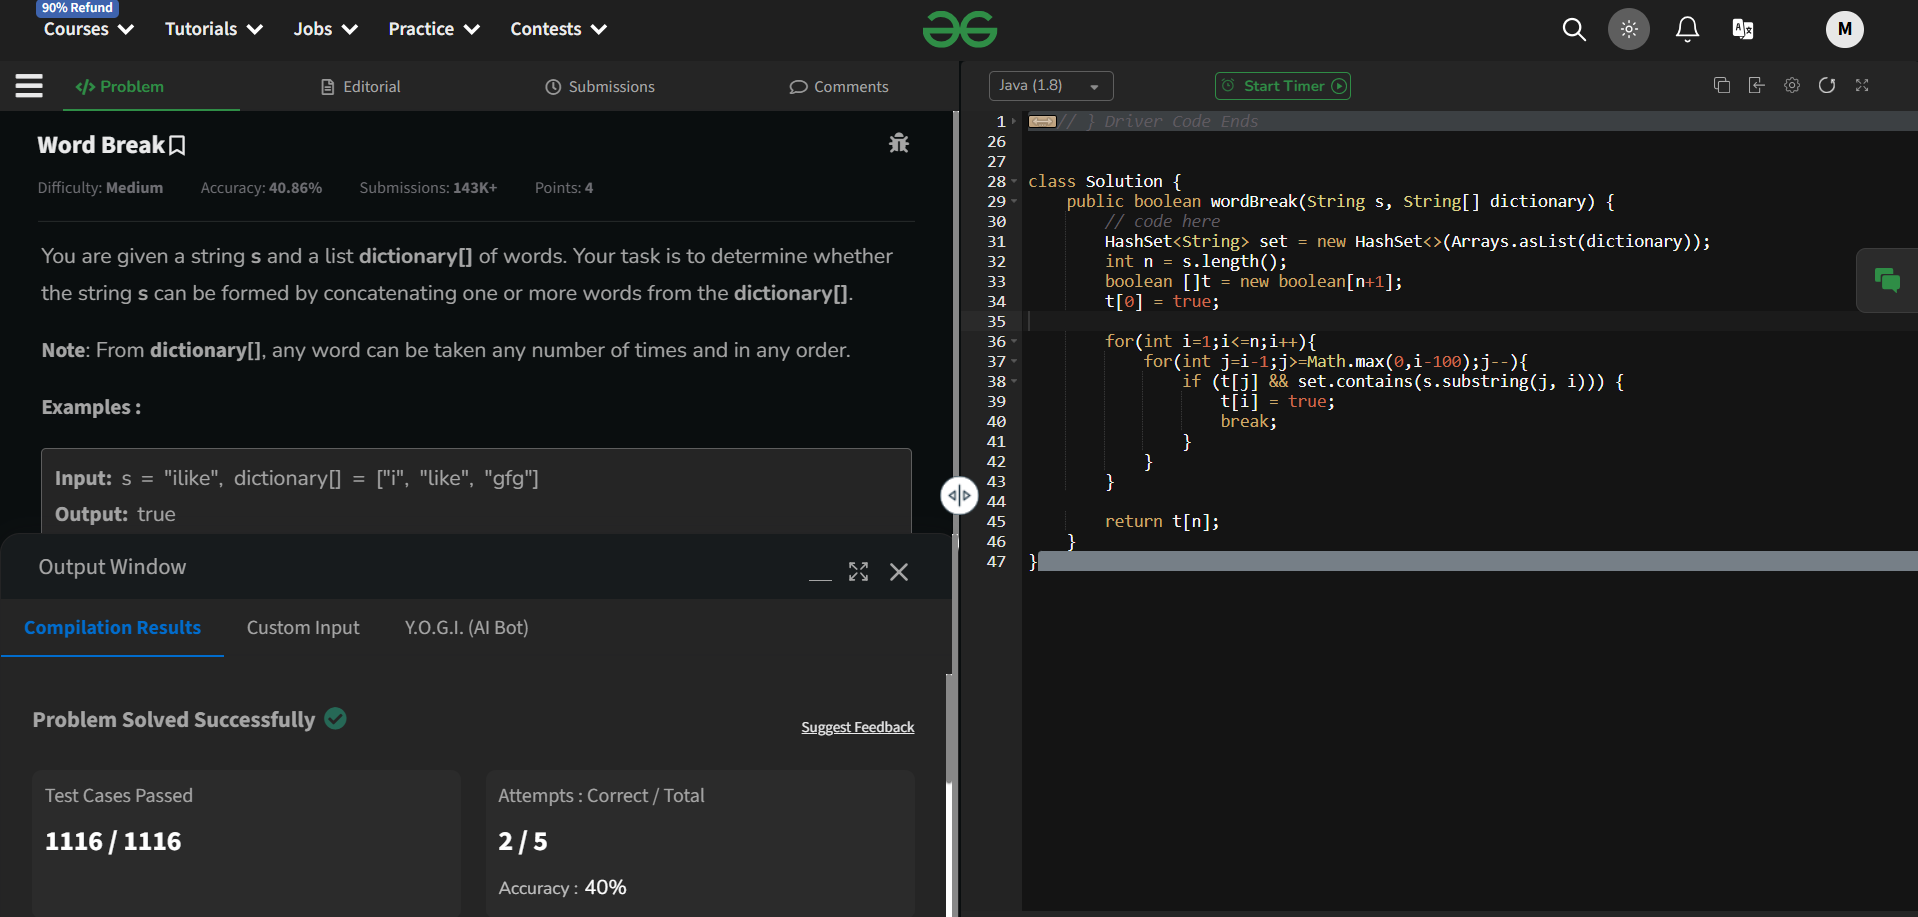 90% Refund
Courses Tutorials Jobs Practice Contests
M
Problem Editorial Submissions Comments
Word Break
Difficulty: Medium Accuracy: 40.86% Submissions: 143K+ Points: 4
You are given a string s and a list dictionary[] of words. Your task is to determine whether
the string s can be formed by concatenating one or more words from the dictionary[].
Note: From dictionary[], any word can be taken any number of times and in any order.
Examples :
Input: s = "ilike", dictionary[] = ["i", "like", "gfg"]
Output: true
Output Window
Compilation Results Custom Input Y.O.G.I. (AI Bot)
Problem Solved Successfully
Suggest Feedback
Test Cases Passed
1116 / 1116
Attempts : Correct / Total
2 / 5
Accuracy : 40%
Java (1.8) Start Timer
1 // } Driver Code Ends
26
27
28 class Solution {
29 public boolean wordBreak(String s, String[] dictionary) {
30 // code here
31 HashSet<String> set = new HashSet<>(Arrays.asList(dictionary));
32 int n = s.length();
33 boolean []t = new boolean[n+1];
34 t[0] = true;
35
36 for(int i=1;i<=n;i++){
37 for(int j=i-1;j>=Math.max(0,i-100);j--){
38 if (t[j] && set.contains(s.substring(j, i))) {
39 t[i] = true;
40 break;
41 }
42 }
43 }
44
45 return t[n];
46 }
47 }